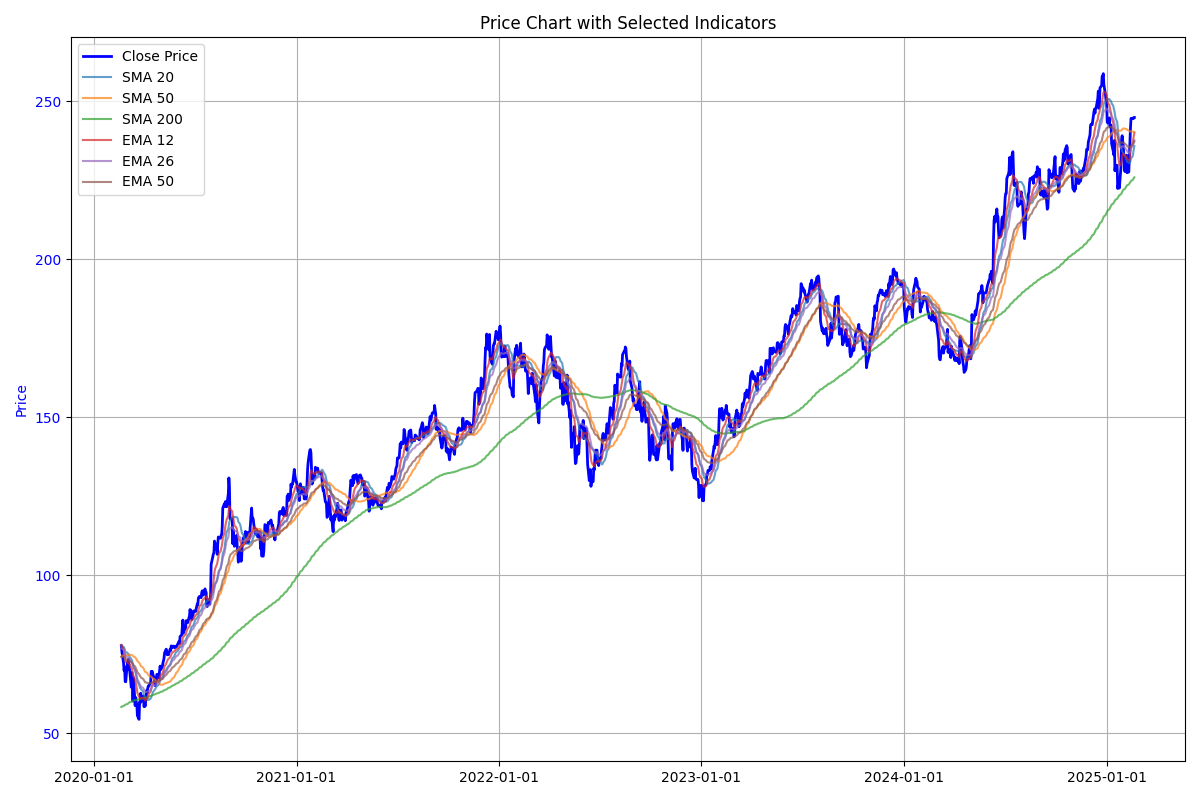 Price Chart with Selected Indicators
Close Price
SMA 20
SMA 50
SMA 200
EMA 12
EMA 26
EMA 50
250
200
150
100
50
Price
2020-01-01
2021-01-01
2022-01-01
2023-01-01
2024-01-01
2025-01-01